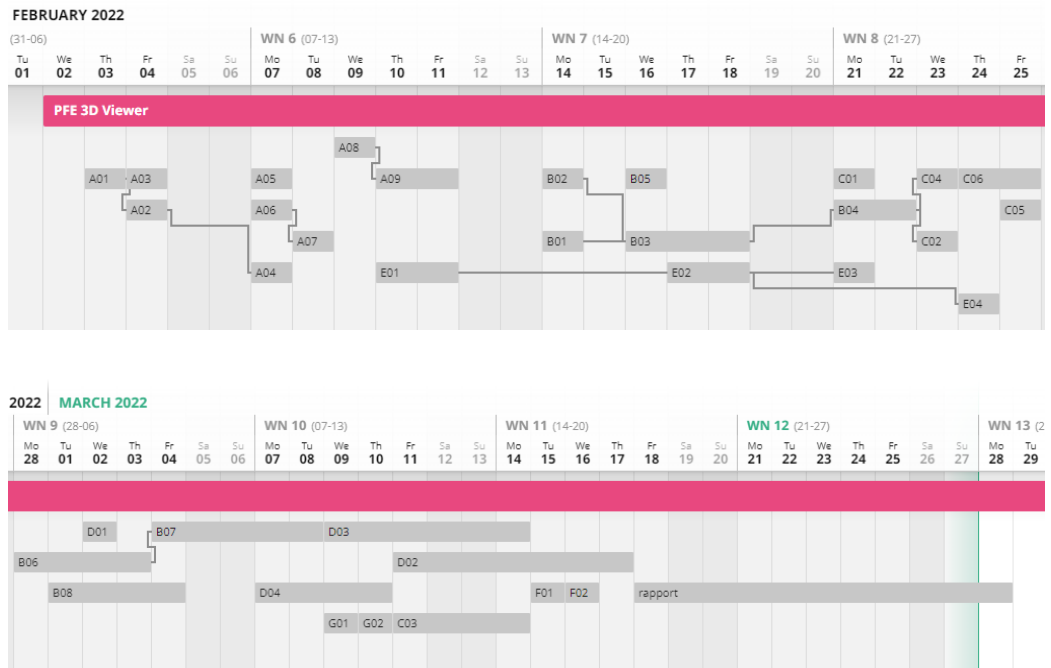 FEBRUARY 2022
(31-06) WN 6 (07-13) WN 7 (14-20) WN 8 (21-27)
Tu We Th Fr Sa Su Mo Tu We Th Fr Sa Su Mo Tu We Th Fr Sa Su Mo Tu We Th Fr
01 02 03 04 05 06 07 08 09 10 11 12 13 14 15 16 17 18 19 20 21 22 23 24 25
PFE 3D Viewer
A08
A01 A03 A05 A09 B02 B05 C01 C04 C06
A02 A06 B04 C05
A07 B01 B03 C02
A04 E01 E02 E03
E04
2022 MARCH 2022
WN 9 (28-06) WN 10 (07-13) WN 11 (14-20) WN 12 (21-27) WN 13 (2
Mo Tu We Th Fr Sa Su Mo Tu We Th Fr Sa Su Mo Tu We Th Fr Sa Su Mo Tu We Th Fr Sa Su Mo Tu
28 01 02 03 04 05 06 07 08 09 10 11 12 13 14 15 16 17 18 19 20 21 22 23 24 25 26 27 28 29
D01 B07 D03
B06 D02
B08 D04 F01 F02 rapport
G01 G02 C03